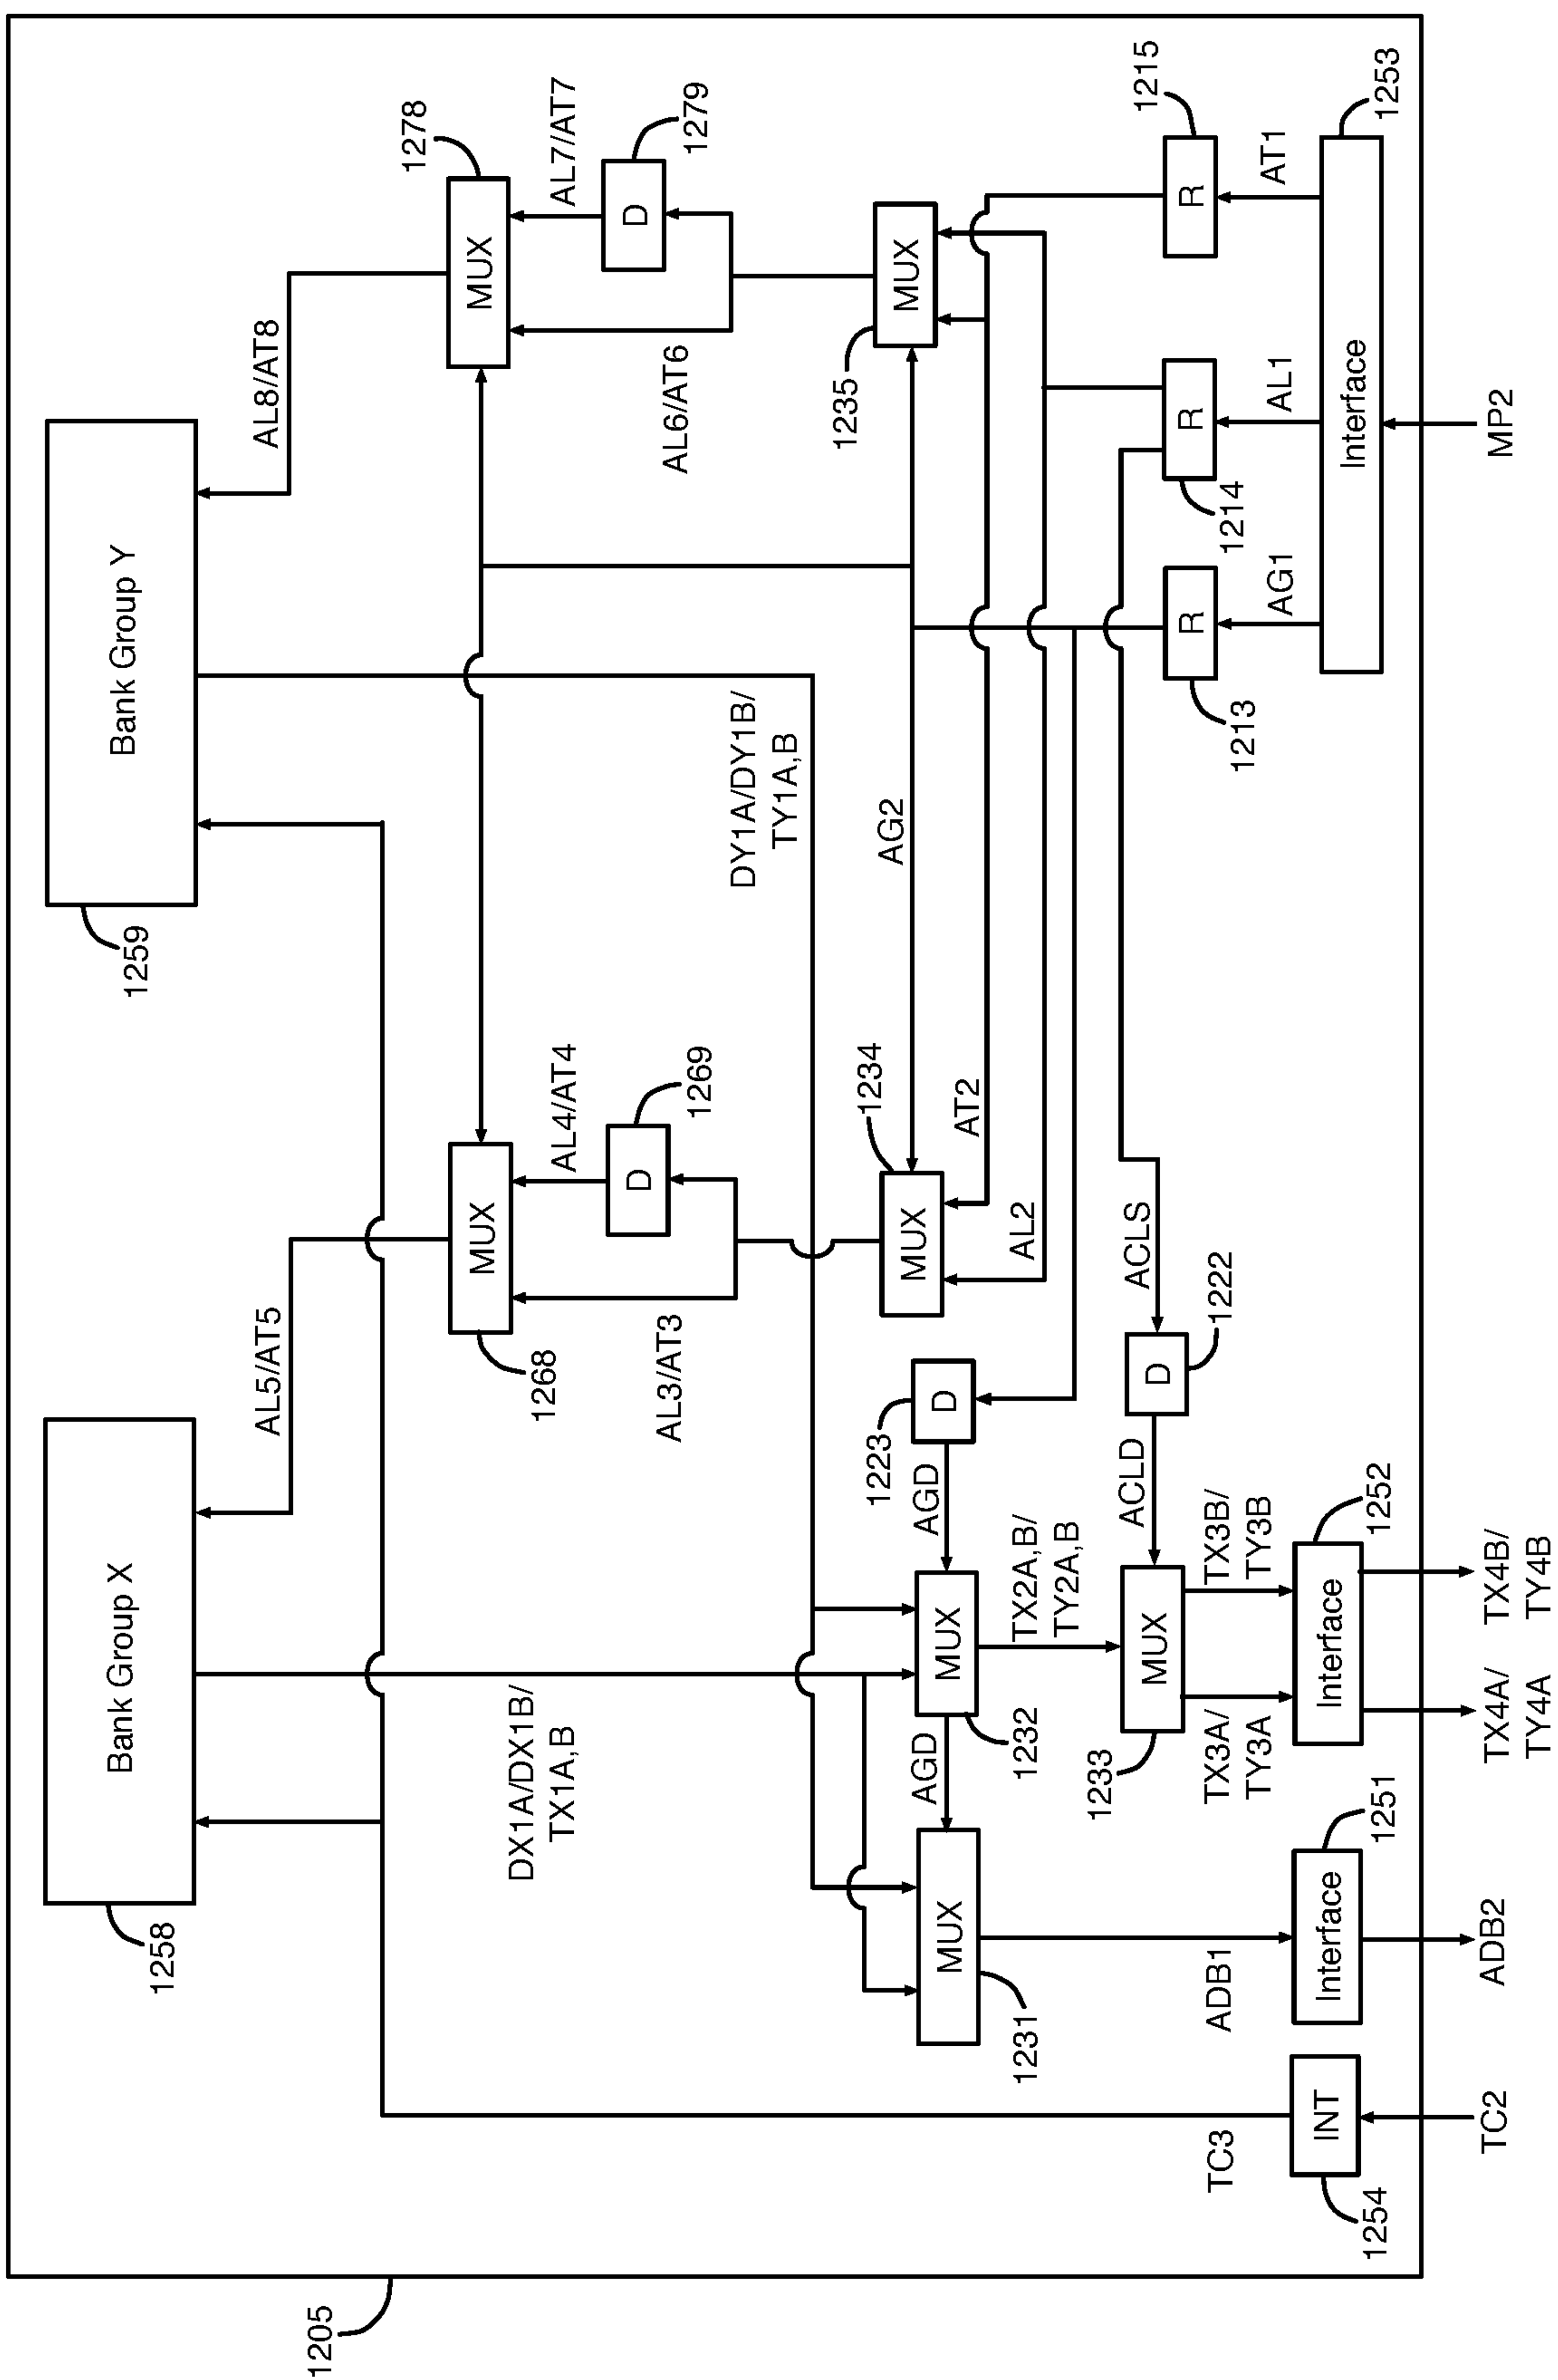 1205
1258
Bank Group X
1259
Bank Group Y
AL5/AT5
AL8/AT8
DX1A/DX1B/
TX1A,B
1268
MUX
AL4/AT4
D
1269
AL3/AT3
1278
MUX
AL7/AT7
D
1279
AL6/AT6
DY1A/DY1B/
TY1A,B
MUX
1231
AGD
MUX
1232
AGD
1223
D
MUX
1234
AG2
1235
MUX
AT2
AL2
TX2A,B/
TY2A,B
1233
MUX
ACLD
D
1222
ACLS
1213
R
1214
R
R
1215
TC3
ADB1
TX3A/
TY3A
TX3B/
TY3B
AG1
AL1
AT1
1254
INT
Interface
1251
Interface
1252
Interface
1253
TC2
ADB2
TX4A/
TY4A
TX4B/
TY4B
MP2